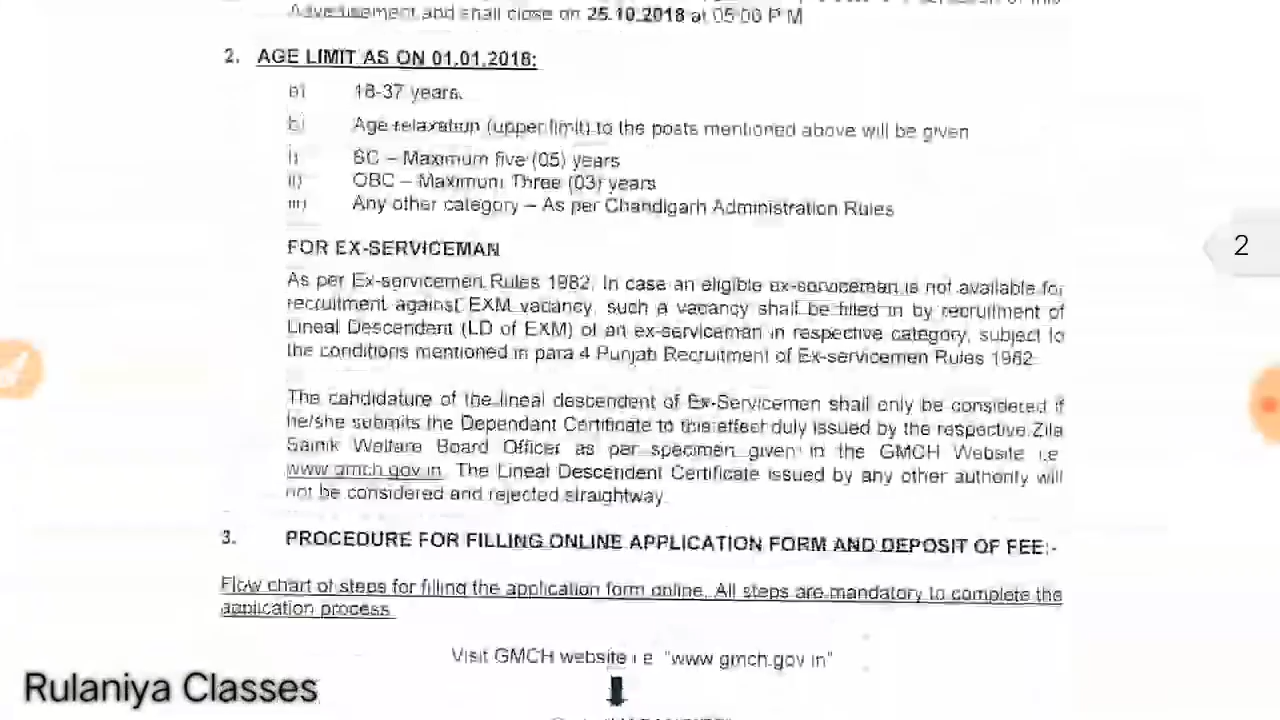 Advertisement and shall close on 25.10.2018 at 05:00 P M
2. AGE LIMIT AS ON 01.01.2018:
a) 18-37 years.
b) Age relaxation (upper limit) to the posts mentioned above will be given
i) SC – Maximum five (05) years
ii) OBC – Maximum Three (03) years
iii) Any other category – As per Chandigarh Administration Rules
FOR EX-SERVICEMAN
As per Ex-servicemen Rules 1982, In case an eligible ex-serviceman is not available for
recruitment against EXM vacancy, such a vacancy shall be filled in by recruitment of
Lineal Descendent (LD of EXM) of an ex-serviceman in respective category, subject to
the conditions mentioned in para 4 Punjab Recruitment of Ex-servicemen Rules 1982.
The candidature of the lineal descendent of Ex-Servicemen shall only be considered if
he/she submits the Dependant Certificate to this effect duly issued by the respective Zila
Sainik Welfare Board Officer as per specimen given in the GMCH Website i.e
www.gmch.gov.in. The Lineal Descendent Certificate issued by any other authority will
not be considered and rejected straightway.
3. PROCEDURE FOR FILLING ONLINE APPLICATION FORM AND DEPOSIT OF FEE:-
Flow chart of steps for filling the application form online. All steps are mandatory to complete the
application process.
Visit GMCH website i.e "www.gmch.gov.in"
2
Rulaniya Classes